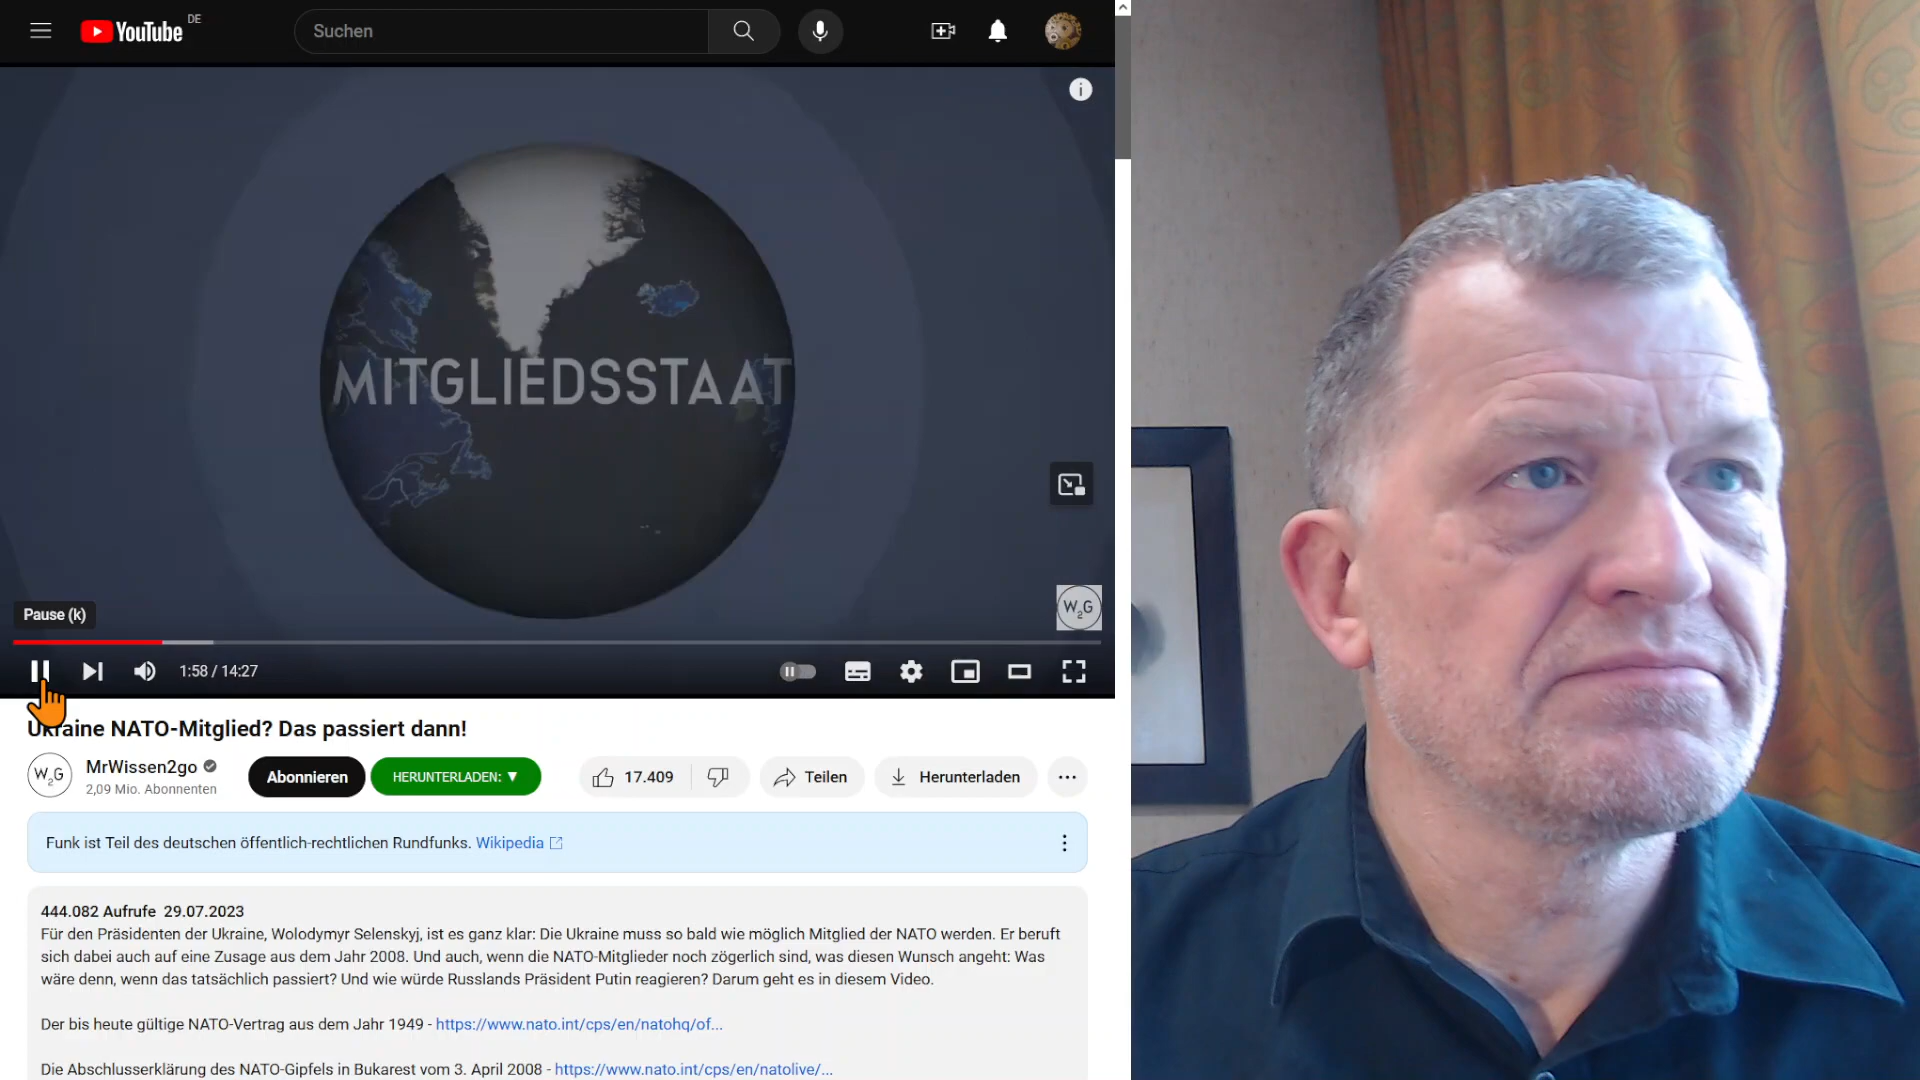 YouTube DE
Suchen
MITGLIEDSSTAAT
W2G
Pause (k)
1:58 / 14:27
Ukraine NATO-Mitglied? Das passiert dann!
W2G
MrWissen2go
2,09 Mio. Abonnenten
Abonnieren
HERUNTERLADEN: ▼
17.409
Teilen
Herunterladen
Funk ist Teil des deutschen öffentlich-rechtlichen Rundfunks. Wikipedia
444.082 Aufrufe 29.07.2023
Für den Präsidenten der Ukraine, Wolodymyr Selenskyj, ist es ganz klar: Die Ukraine muss so bald wie möglich Mitglied der NATO werden. Er beruft
sich dabei auch auf eine Zusage aus dem Jahr 2008. Und auch, wenn die NATO-Mitglieder noch zögerlich sind, was diesen Wunsch angeht: Was
wäre denn, wenn das tatsächlich passiert? Und wie würde Russlands Präsident Putin reagieren? Darum geht es in diesem Video.
Der bis heute gültige NATO-Vertrag aus dem Jahr 1949 - https://www.nato.int/cps/en/natohq/of...
Die Abschlusserklärung des NATO-Gipfels in Bukarest vom 3. April 2008 - https://www.nato.int/cps/en/natolive/...